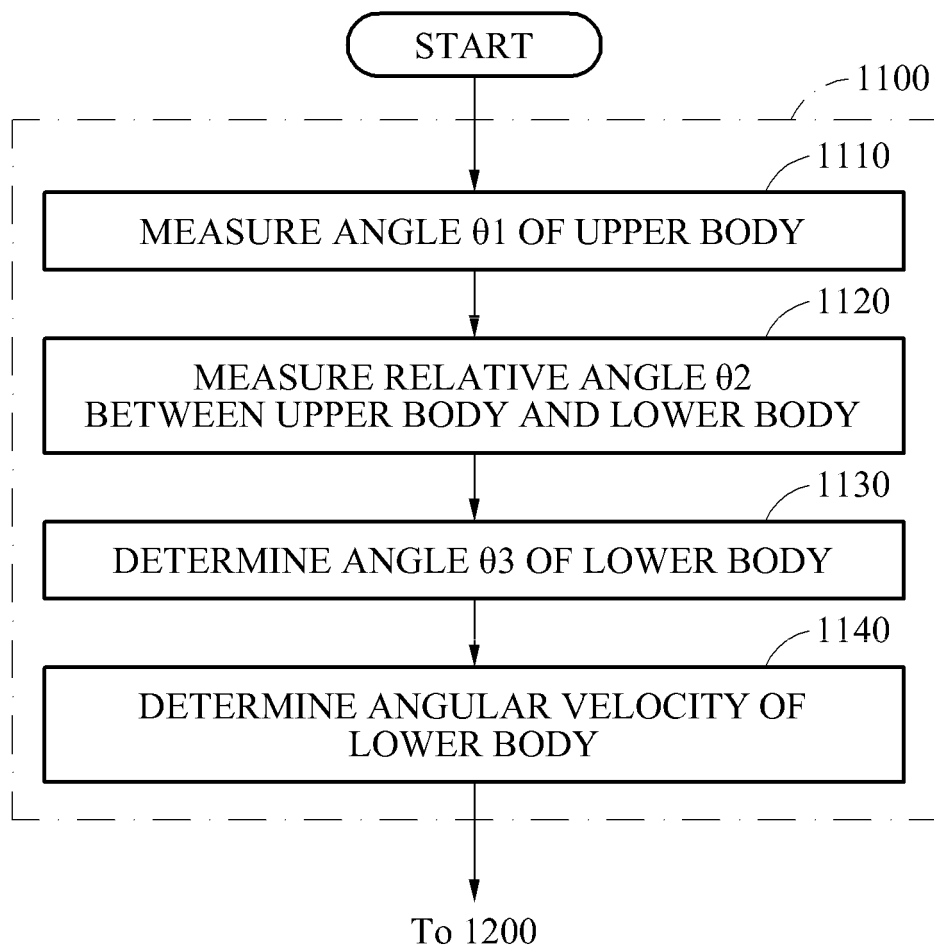 START
1100
1110
MEASURE ANGLE θ1 OF UPPER BODY
1120
MEASURE RELATIVE ANGLE θ2
BETWEEN UPPER BODY AND LOWER BODY
1130
DETERMINE ANGLE θ3 OF LOWER BODY
1140
DETERMINE ANGULAR VELOCITY OF
LOWER BODY
To 1200